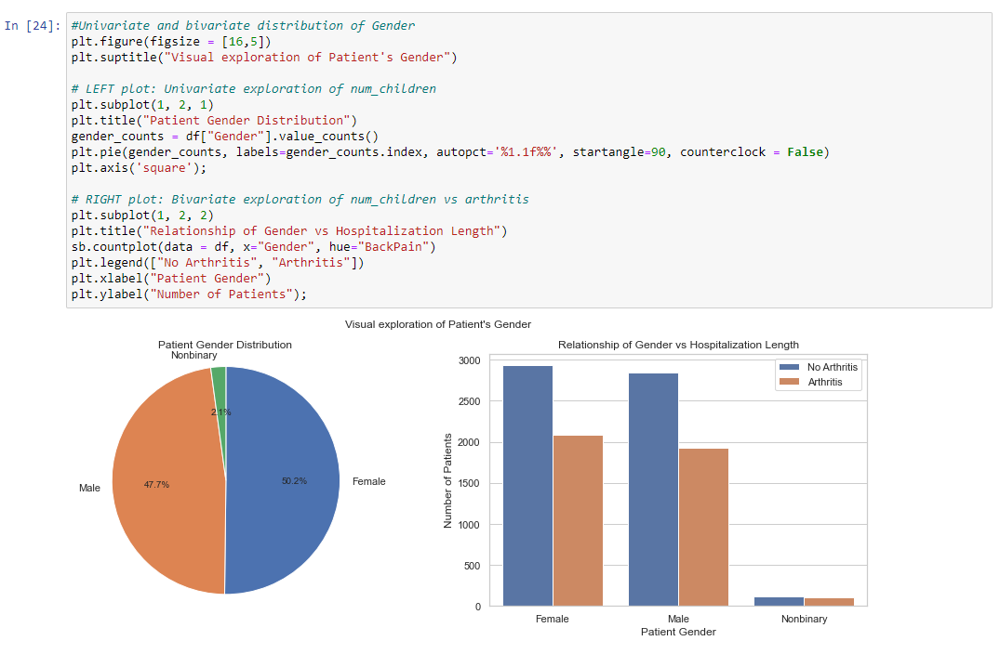 In [24]:
#Univariate and bivariate distribution of Gender
plt.figure(figsize = [16,5])
plt.suptitle("Visual exploration of Patient's Gender")
# LEFT plot: Univariate exploration of num_children
plt.subplot(1, 2, 1)
plt.title("Patient Gender Distribution")
gender_counts = df["Gender"].value_counts()
plt.pie(gender_counts, labels=gender_counts.index, autopct='%1.1f%%', startangle=90, counterclock = False)
plt.axis('square');
# RIGHT plot: Bivariate exploration of num_children vs arthritis
plt.subplot(1, 2, 2)
plt.title("Relationship of Gender vs Hospitalization Length")
sb.countplot(data = df, x="Gender", hue="BackPain")
plt.legend(["No Arthritis", "Arthritis"])
plt.xlabel("Patient Gender")
plt.ylabel("Number of Patients");
Visual exploration of Patient's Gender
Patient Gender Distribution
Nonbinary
2.1%
47.7%
50.2%
Male
Female
Relationship of Gender vs Hospitalization Length
No Arthritis
Arthritis
3000
2500
2000
1500
1000
500
0
Number of Patients
Female
Male
Nonbinary
Patient Gender